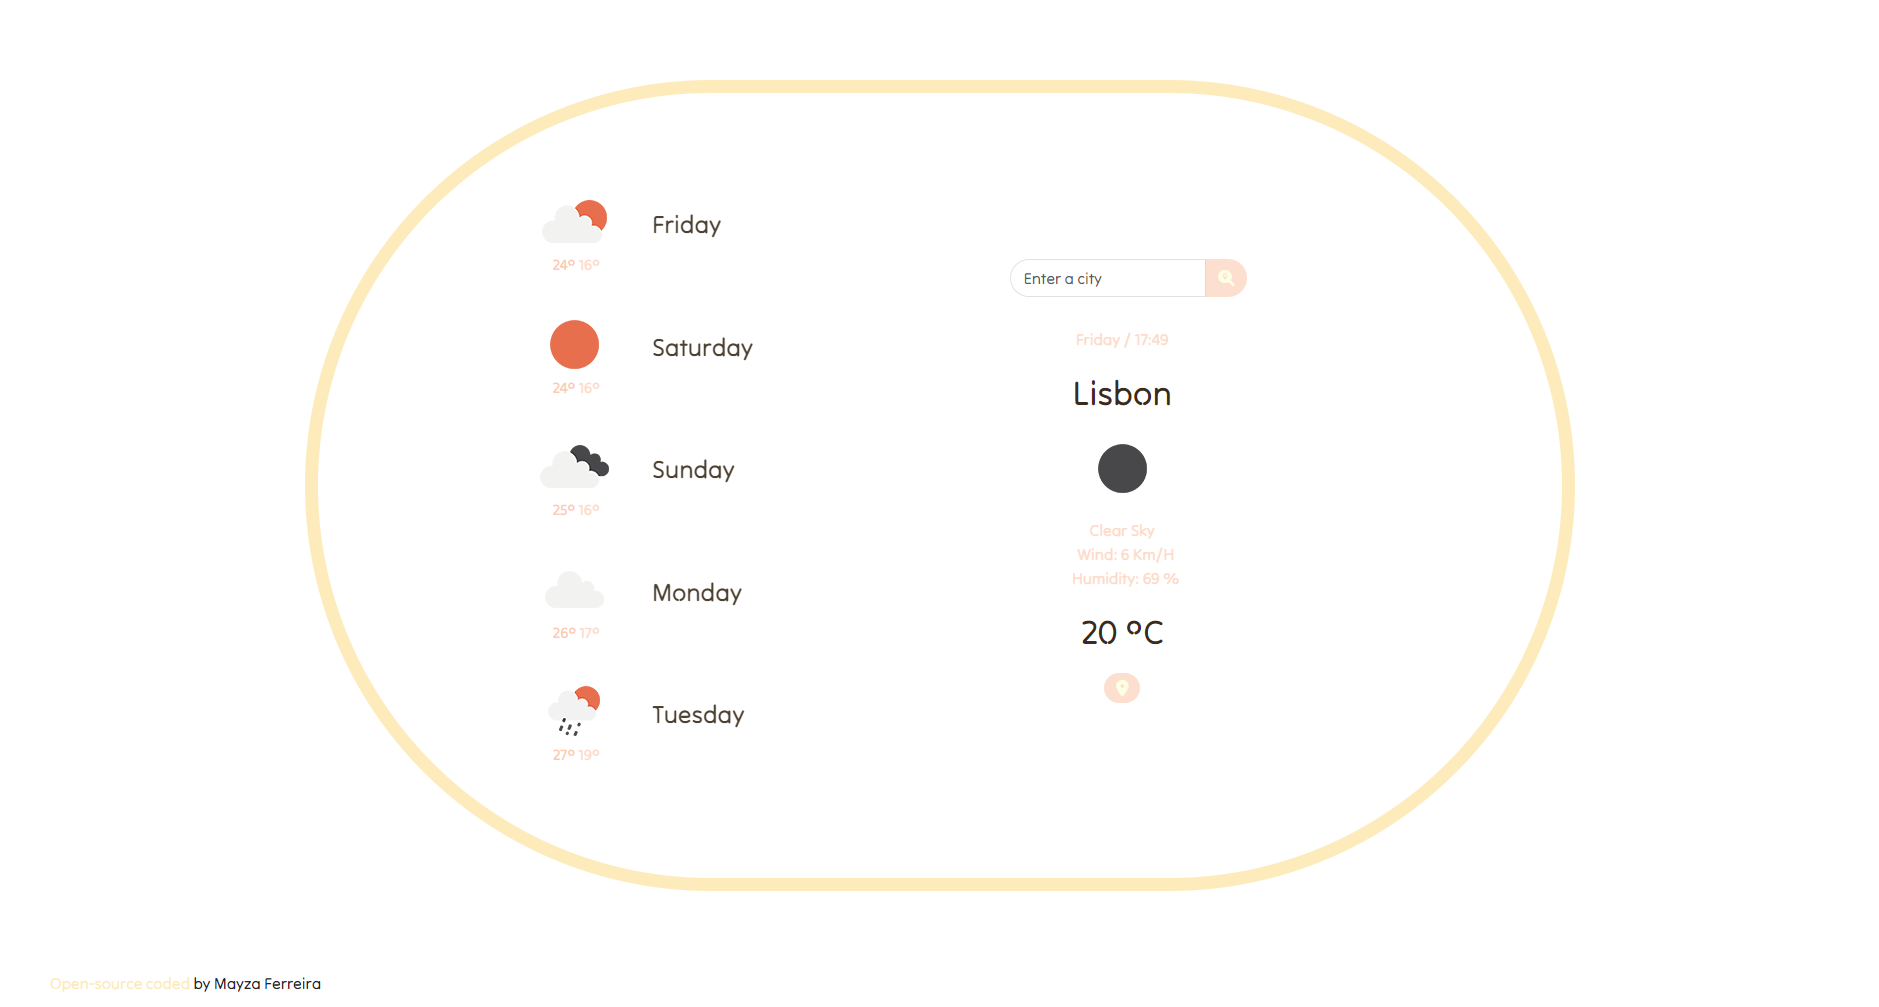 Friday
24º 16º
Saturday
24º 16º
Sunday
25º 16º
Monday
26º 17º
Tuesday
27º 19º
Enter a city
Friday / 17:49
Lisbon
Clear Sky
Wind: 6 Km/H
Humidity: 69 %
20 ºC
Open-source coded by Mayza Ferreira